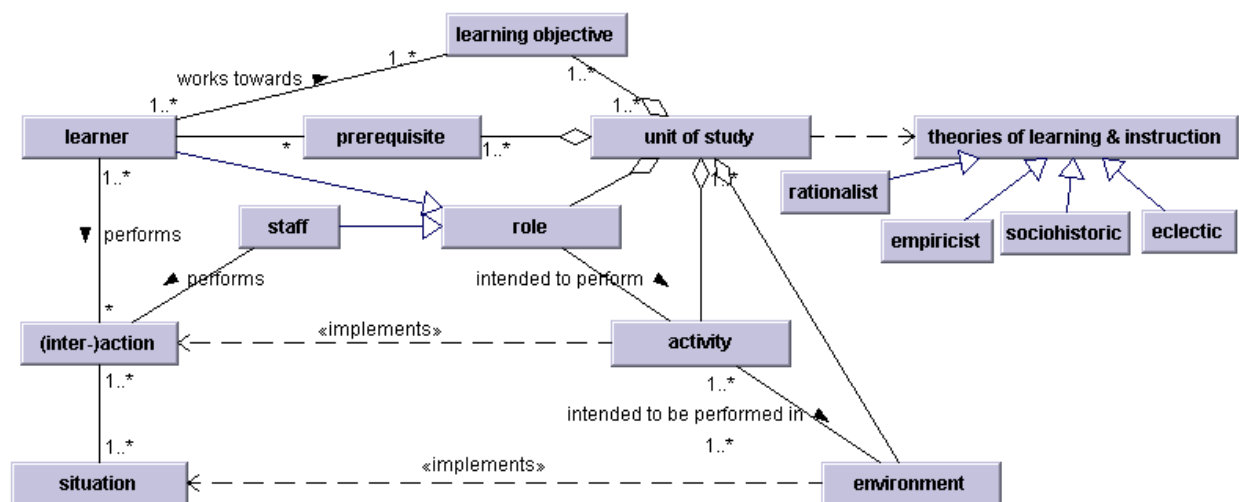 learning objective
1..*
works towards
1..*
1..*
1..*
learner
*
prerequisite
1..*
unit of study
theories of learning & instruction
1..*
1..*
rationalist
staff
role
empiricist
sociohistoric
eclectic
performs
performs
intended to perform
*
«implements»
(inter-)action
activity
1..*
1..*
intended to be performed in
1..*
1..*
«implements»
situation
environment